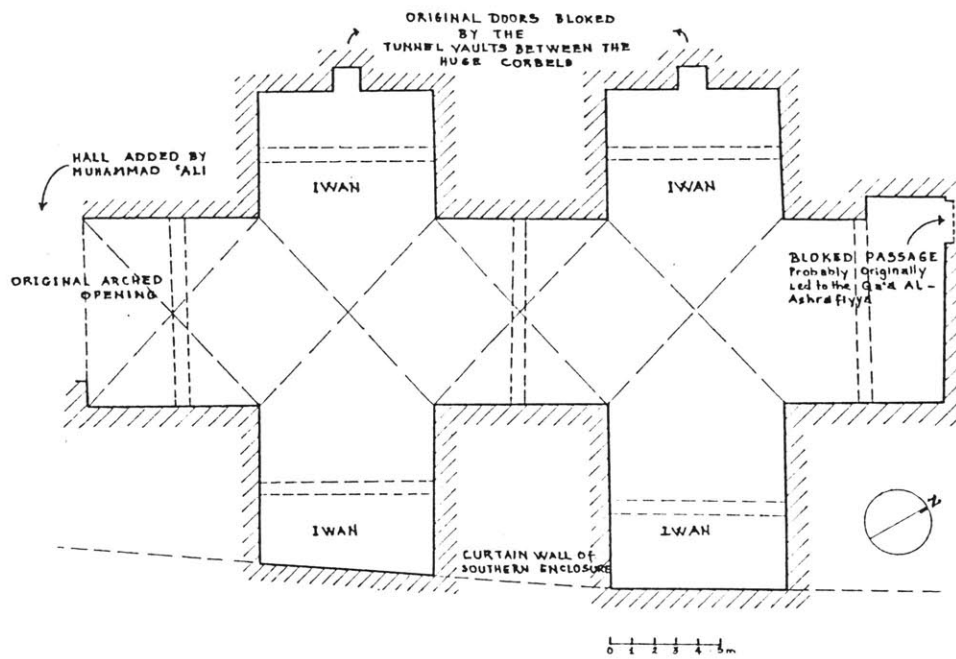 ORIGINAL DOORS BLOKED
BY THE
TUNNEL VAULTS BETWEEN THE
HUGE CORBELS
HALL ADDED BY
MUHAMMAD ʿALI
IWAN
IWAN
ORIGINAL ARCHED
OPENING
BLOKED PASSAGE
Probably Originally
Led to the Qaʿa Al-
Ashrafiyya
IWAN
IWAN
CURTAIN WALL OF
SOUTHERN ENCLOSURE
N
0 1 2 3 4 5m